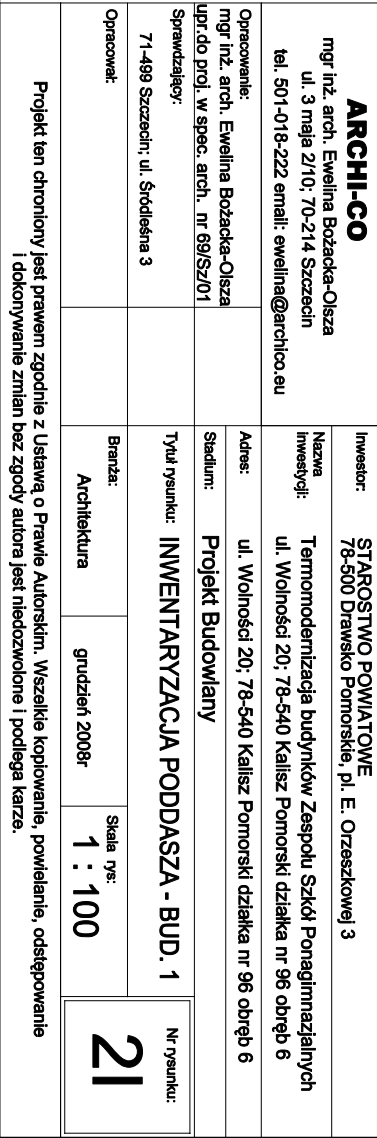 ARCHI-CO
mgr inż. arch. Ewelina Bożacka-Olsza
ul. 3 maja 2/10; 70-214 Szczecin
tel. 501-018-222 email: ewelina@archico.eu
Inwestor:
STAROSTWO POWIATOWE
78-500 Drawsko Pomorskie, pl. E. Orzeszkowej 3
Nazwa
inwestycji:
Termomodernizacja budynków Zespołu Szkół Ponagimnazjalnych
ul. Wolności 20; 78-540 Kalisz Pomorski działka nr 96 obręb 6
Opracowanie:
mgr inż. arch. Ewelina Bożacka-Olsza
upr.do proj. w spec. arch. nr 69/Sz/01
Adres:
ul. Wolności 20; 78-540 Kalisz Pomorski działka nr 96 obręb 6
Stadium:
Projekt Budowlany
Sprawdzający:
71-499 Szczecin; ul. Śródleśna 3
Tytuł rysunku:
INWENTARYZACJA PODDASZA - BUD. 1
Opracował:
Branża:
Architektura
grudzień 2008r
Skala rys:
1 : 100
Nr rysunku:
2I
Projekt ten chroniony jest prawem zgodnie z Ustawą o Prawie Autorskim. Wszelkie kopiowanie, powielanie, odstępowanie
i dokonywanie zmian bez zgody autora jest niedozwolone i podlega karze.